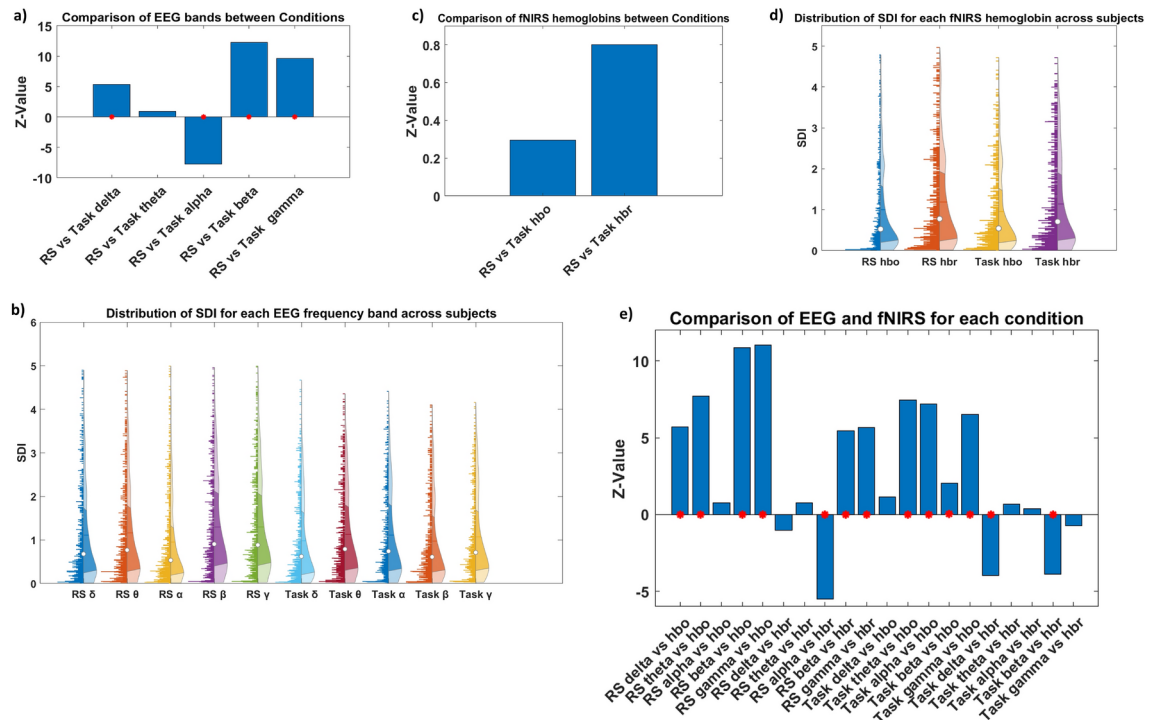 a)
Comparison of EEG bands between Conditions
Z-Value
15
10
5
0
-5
-10
RS vs Task delta
RS vs Task theta
RS vs Task alpha
RS vs Task beta
RS vs Task gamma
c)
Comparison of fNIRS hemoglobins between Conditions
Z-Value
0.8
0.6
0.4
0.2
0
RS vs Task hbo
RS vs Task hbr
d)
Distribution of SDI for each fNIRS hemoglobin across subjects
SDI
5
4
3
2
1
0
RS hbo
RS hbr
Task hbo
Task hbr
b)
Distribution of SDI for each EEG frequency band across subjects
SDI
6
5
4
3
2
1
0
RS δ
RS θ
RS α
RS β
RS γ
Task δ
Task θ
Task α
Task β
Task γ
e)
Comparison of EEG and fNIRS for each condition
Z-Value
10
5
0
-5
RS delta vs hbo
RS theta vs hbo
RS alpha vs hbo
RS beta vs hbo
RS gamma vs hbo
RS delta vs hbr
RS theta vs hbr
RS alpha vs hbr
RS beta vs hbr
RS gamma vs hbr
Task delta vs hbo
Task theta vs hbo
Task alpha vs hbo
Task beta vs hbo
Task gamma vs hbo
Task delta vs hbr
Task theta vs hbr
Task alpha vs hbr
Task beta vs hbr
Task gamma vs hbr